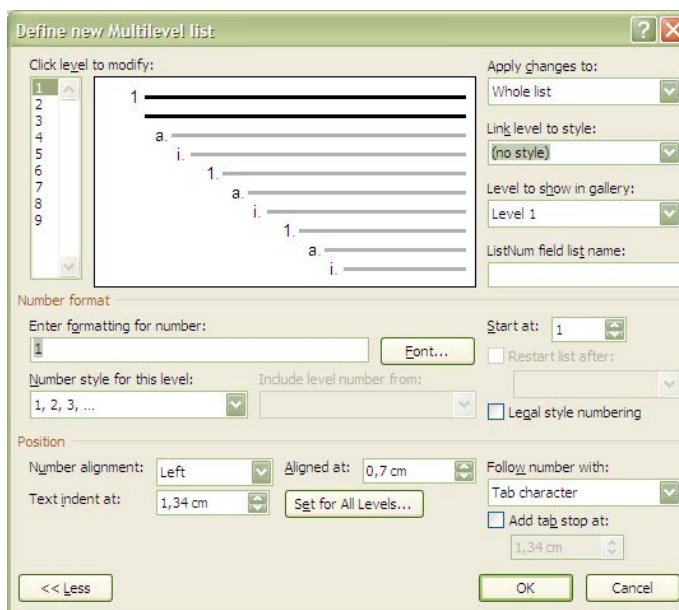 Define new Multilevel list
Click level to modify:
1
2
3
4
5
6
7
8
9
1
a.
i.
1.
a.
i.
1.
a.
i.
Apply changes to:
Whole list
Link level to style:
(no style)
Level to show in gallery:
Level 1
ListNum field list name:
Number format
Enter formatting for number:
1
Font...
Start at: 1
Restart list after:
Number style for this level:
1, 2, 3, ...
Include level number from:
Legal style numbering
Position
Number alignment: Left
Aligned at: 0,7 cm
Text indent at: 1,34 cm
Set for All Levels...
Follow number with:
Tab character
Add tab stop at:
1,34 cm
<< Less
OK
Cancel